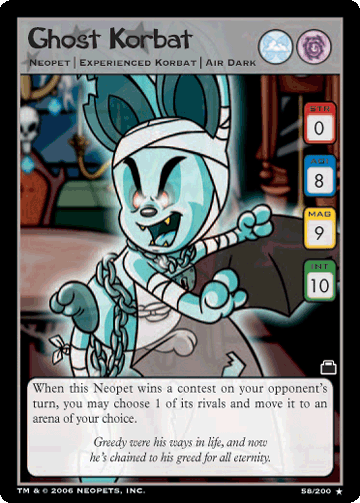 Ghost Korbat
Neopet | Experienced Korbat | Air Dark
STR
0
AGI
8
MAG
9
INT
10
When this Neopet wins a contest on your opponent's
turn, you may choose 1 of its rivals and move it to an
arena of your choice.
Greedy were his ways in life, and now
he's chained to his greed for all eternity.
TM & © 2006 NEOPETS, INC.
58/200 ★